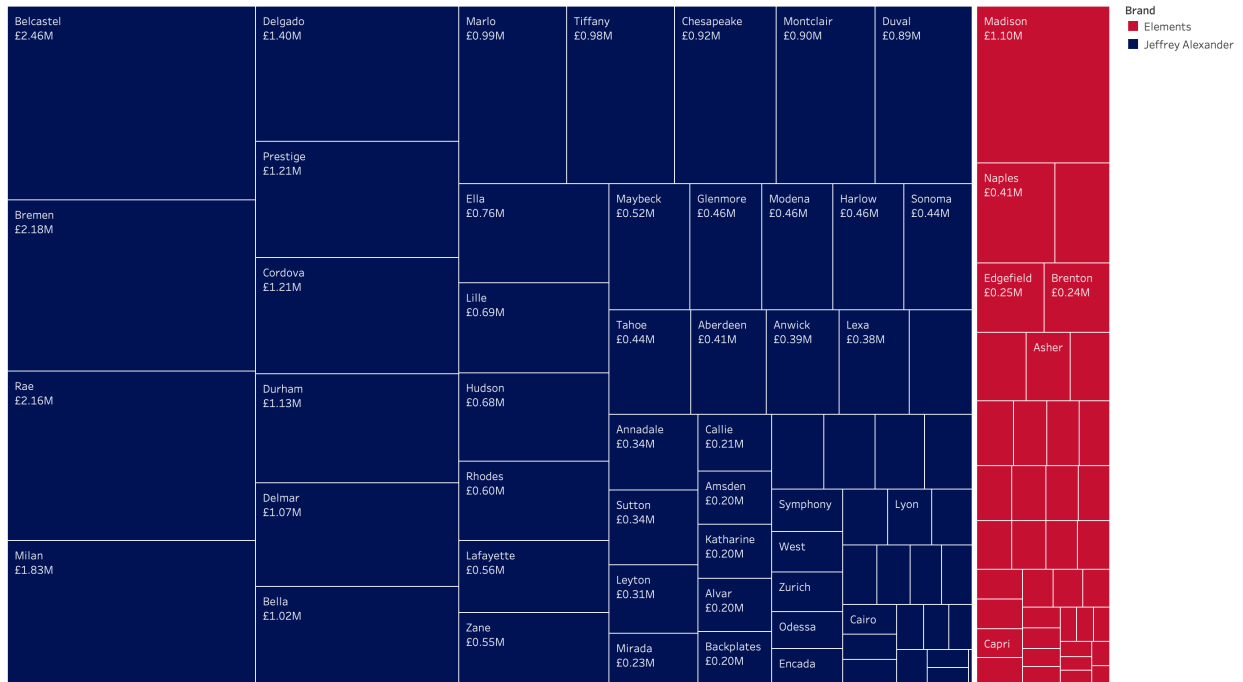 Belcastel
£2.46M
Bremen
£2.18M
Rae
£2.16M
Milan
£1.83M
Delgado
£1.40M
Prestige
£1.21M
Cordova
£1.21M
Durham
£1.13M
Delmar
£1.07M
Bella
£1.02M
Marlo
£0.99M
Tiffany
£0.98M
Chesapeake
£0.92M
Montclair
£0.90M
Duval
£0.89M
Ella
£0.76M
Lille
£0.69M
Hudson
£0.68M
Rhodes
£0.60M
Lafayette
£0.56M
Zane
£0.55M
Maybeck
£0.52M
Glenmore
£0.46M
Modena
£0.46M
Harlow
£0.46M
Sonoma
£0.44M
Tahoe
£0.44M
Aberdeen
£0.41M
Anwick
£0.39M
Lexa
£0.38M
Annadale
£0.34M
Sutton
£0.34M
Leyton
£0.31M
Mirada
£0.23M
Callie
£0.21M
Amsden
£0.20M
Katharine
£0.20M
Alvar
£0.20M
Backplates
£0.20M
Symphony
West
Zurich
Odessa
Encada
Lyon
Cairo
Madison
£1.10M
Naples
£0.41M
Edgefield
£0.25M
Brenton
£0.24M
Asher
Capri
Brand
Elements
Jeffrey Alexander